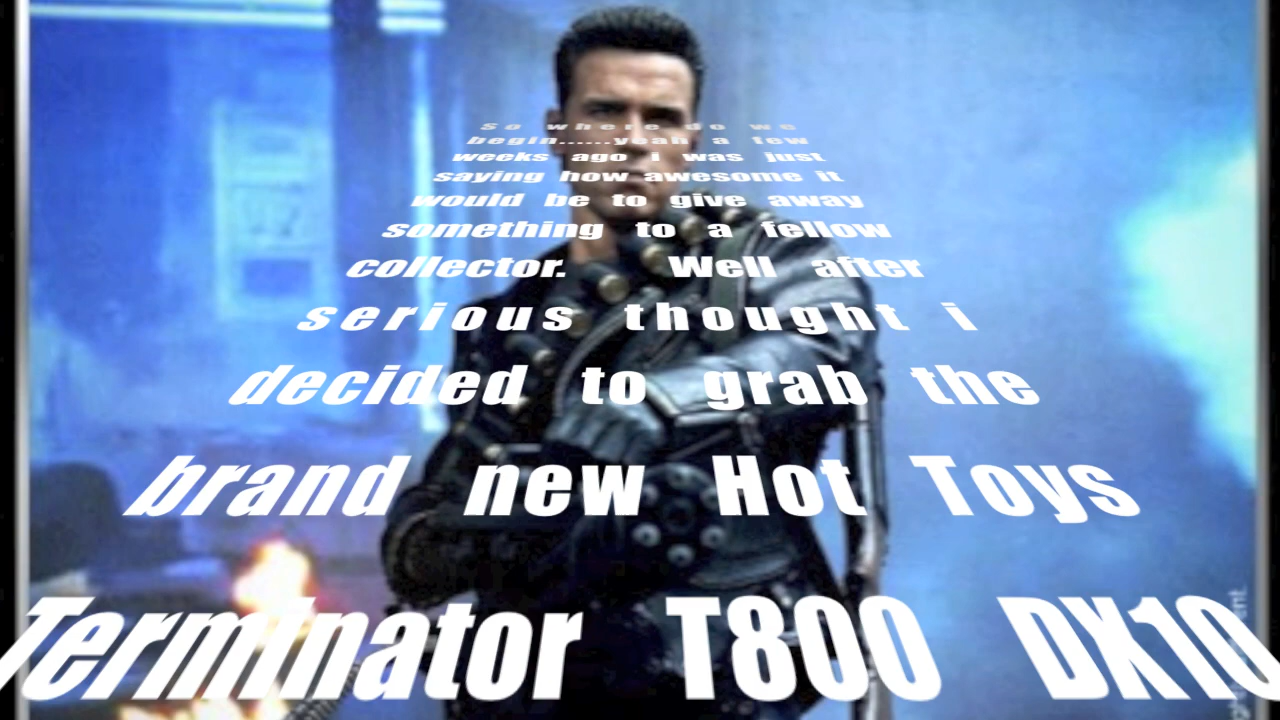 So where do we
begin......yeah a few
weeks ago i was just
saying how awesome it
would be to give away
something to a fellow
collector. Well after
serious thought i
decided to grab the
brand new Hot Toys
Terminator T800 DX10